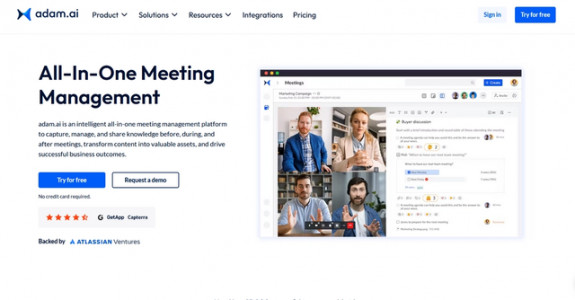 adam.ai
Product
Solutions
Resources
Integrations
Pricing
Sign in
Try for free
All-In-One Meeting
Management
adam.ai is an intelligent all-in-one meeting management platform
to capture, manage, and share knowledge before, during, and
after meetings, transform content into valuable assets, and drive
successful business outcomes.
Try for free
Request a demo
No credit card required.
GetApp
Capterra
Backed by ATLASSIAN Ventures
Meetings
Create
Marketing Campaign
Buyer discussion